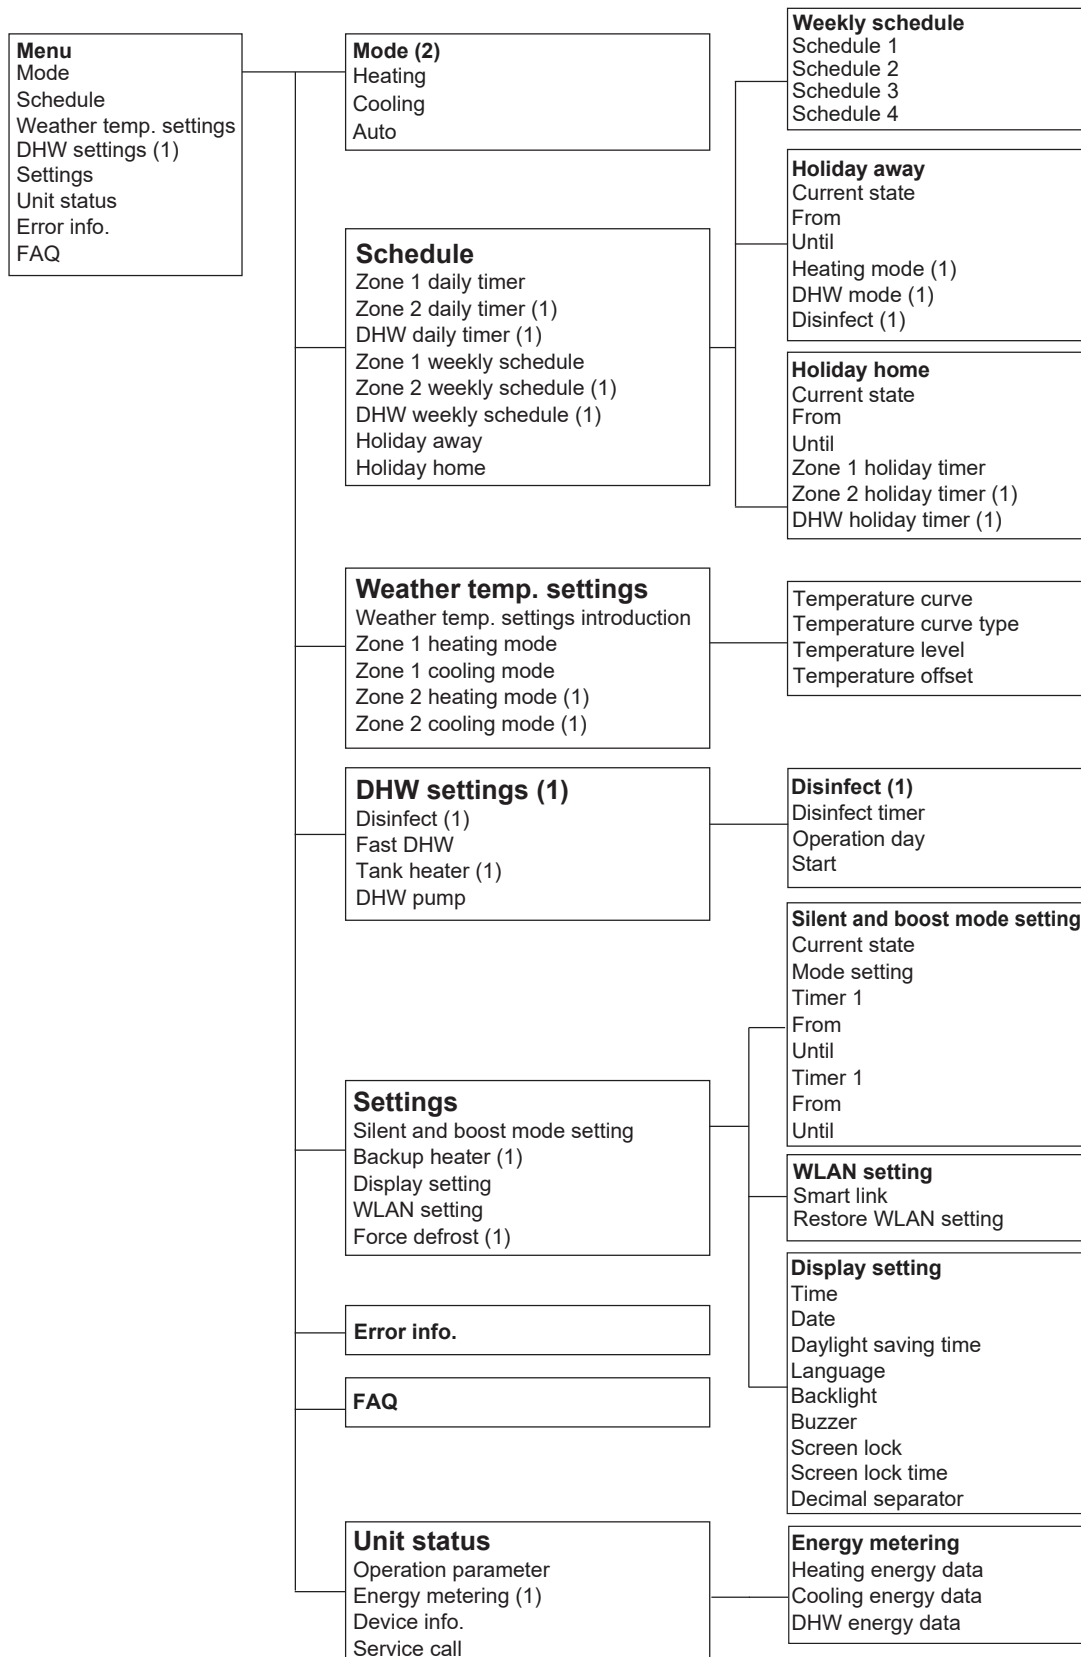 Menu
Mode
Schedule
Weather temp. settings
DHW settings (1)
Settings
Unit status
Error info.
FAQ
Mode (2)
Heating
Cooling
Auto
Schedule
Zone 1 daily timer
Zone 2 daily timer (1)
DHW daily timer (1)
Zone 1 weekly schedule
Zone 2 weekly schedule (1)
DHW weekly schedule (1)
Holiday away
Holiday home
Weekly schedule
Schedule 1
Schedule 2
Schedule 3
Schedule 4
Holiday away
Current state
From
Until
Heating mode (1)
DHW mode (1)
Disinfect (1)
Holiday home
Current state
From
Until
Zone 1 holiday timer
Zone 2 holiday timer (1)
DHW holiday timer (1)
Weather temp. settings
Weather temp. settings introduction
Zone 1 heating mode
Zone 1 cooling mode
Zone 2 heating mode (1)
Zone 2 cooling mode (1)
Temperature curve
Temperature curve type
Temperature level
Temperature offset
DHW settings (1)
Disinfect (1)
Fast DHW
Tank heater (1)
DHW pump
Disinfect (1)
Disinfect timer
Operation day
Start
Settings
Silent and boost mode setting
Backup heater (1)
Display setting
WLAN setting
Force defrost (1)
Silent and boost mode setting
Current state
Mode setting
Timer 1
From
Until
Timer 1
From
Until
WLAN setting
Smart link
Restore WLAN setting
Display setting
Time
Date
Daylight saving time
Language
Backlight
Buzzer
Screen lock
Screen lock time
Decimal separator
Error info.
FAQ
Unit status
Operation parameter
Energy metering (1)
Device info.
Service call
Energy metering
Heating energy data
Cooling energy data
DHW energy data